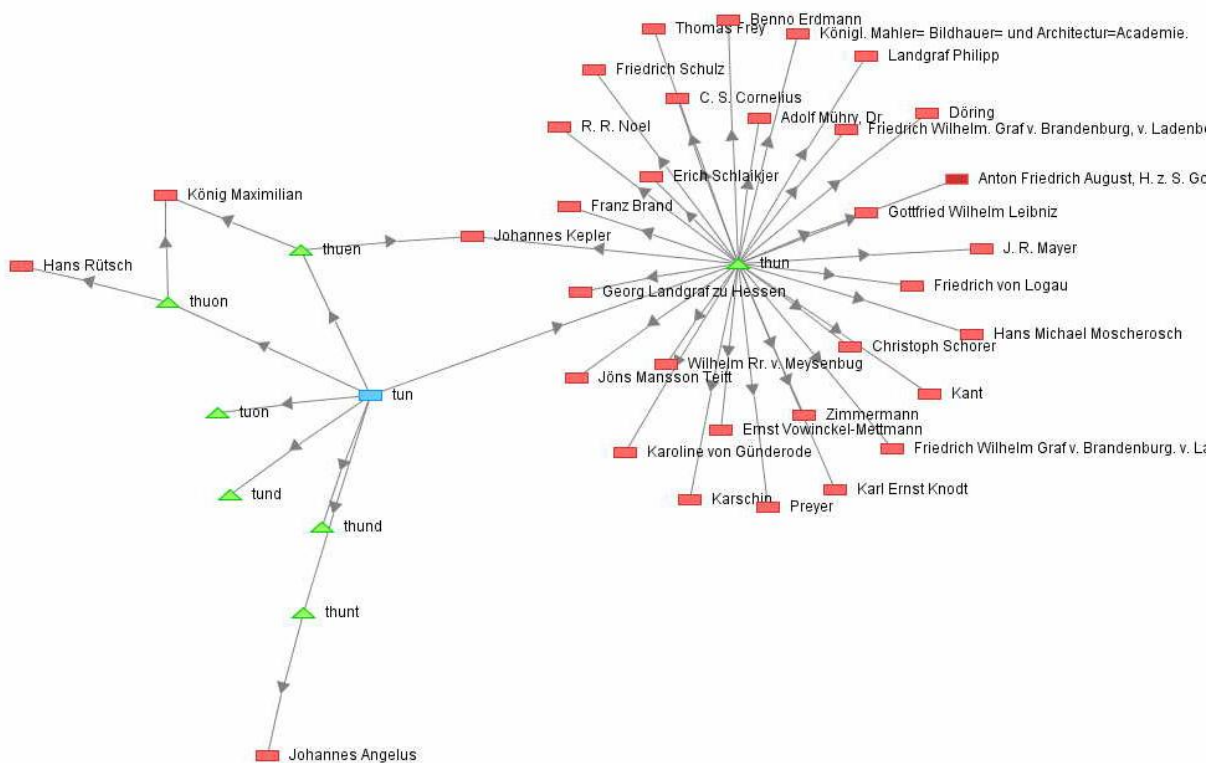 Benno Erdmann
Thomas Frey
Königl. Mahler= Bildhauer= und Architectur=Academie.
Landgraf Philipp
Friedrich Schulz
C. S. Cornelius
Döring
Adolf Mühry, Dr.
R. R. Noel
Friedrich Wilhelm. Graf v. Brandenburg, v. Ladenb
Erich Schlaikjer
Anton Friedrich August, H. z. S. Go
König Maximilian
Franz Brand
Gottfried Wilhelm Leibniz
Johannes Kepler
thuen
J. R. Mayer
thun
Hans Rütsch
Friedrich von Logau
Georg Landgraf zu Hessen
thuon
Hans Michael Moscherosch
Christoph Schorer
Wilhelm Rr. v. Meysenbug
Jöns Mansson Teitt
tun
Kant
tuon
Zimmermann
Ernst Vowinckel-Mettmann
Friedrich Wilhelm Graf v. Brandenburg. v. La
Karoline von Günderode
Karl Ernst Knodt
tund
Karschin
Preyer
thund
thunt
Johannes Angelus